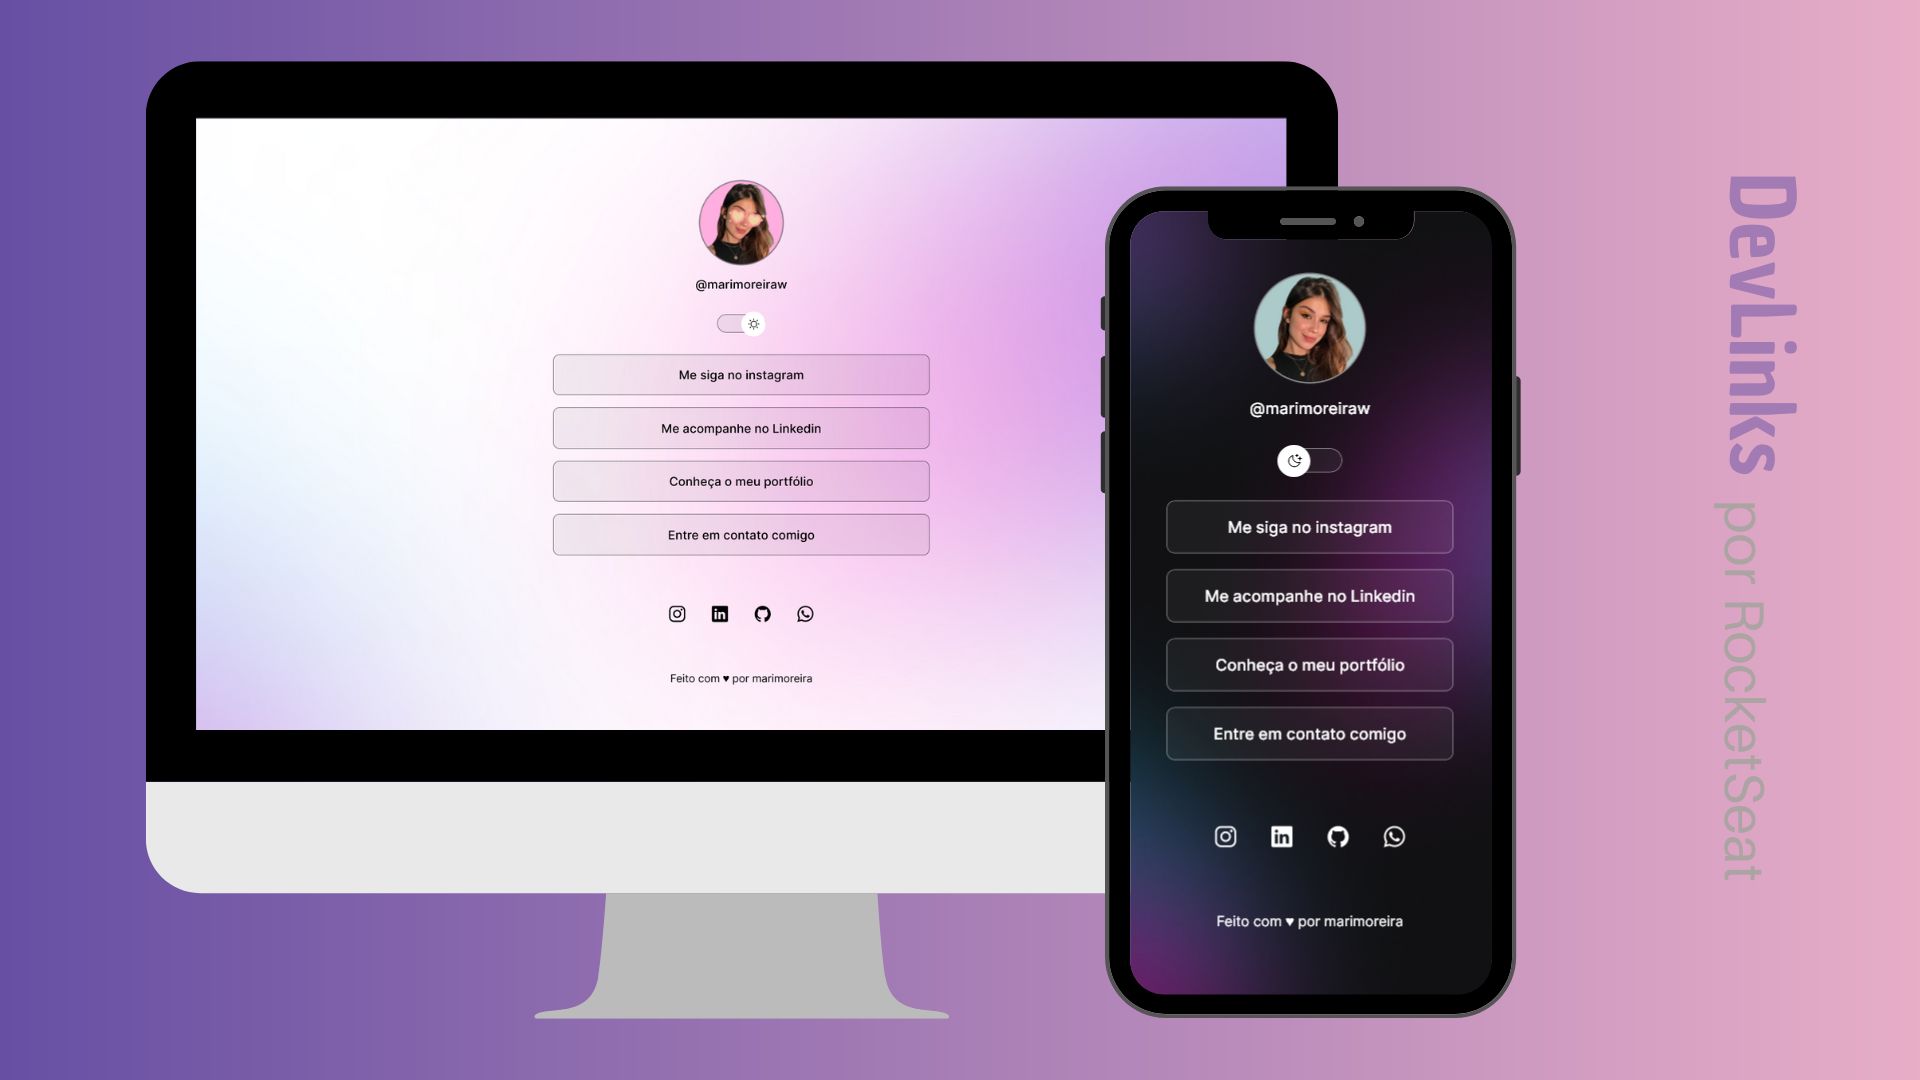 @marimoreiraw
Me siga no instagram
Me acompanhe no Linkedin
Conheça o meu portfólio
Entre em contato comigo
Feito com ♥ por marimoreira
@marimoreiraw
Me siga no instagram
Me acompanhe no Linkedin
Conheça o meu portfólio
Entre em contato comigo
Feito com ♥ por marimoreira
DevLinks por RocketSeat